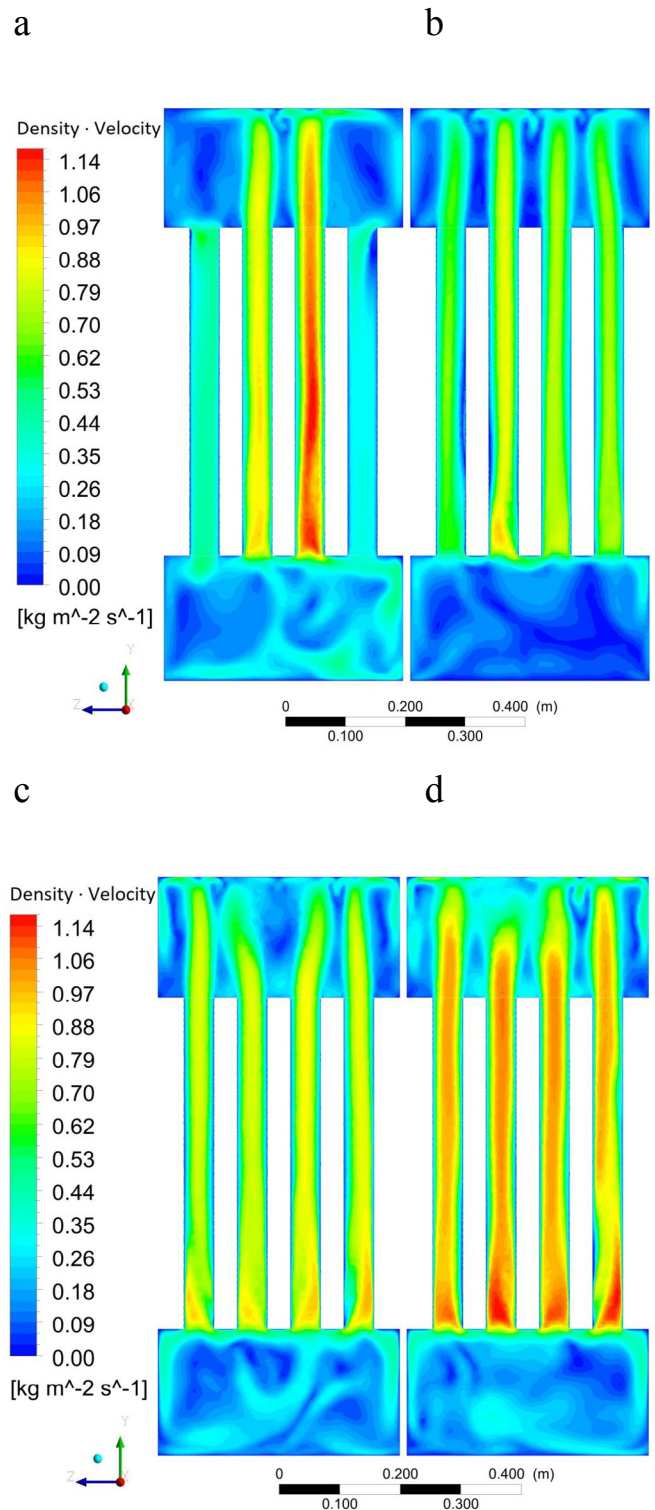 a
b
Density · Velocity
1.14
1.06
0.97
0.88
0.79
0.70
0.62
0.53
0.44
0.35
0.26
0.18
0.09
0.00
[kg m^-2 s^-1]
Y
Z
X
0 0.200 0.400 (m)
0.100 0.300
c
d
Density · Velocity
1.14
1.06
0.97
0.88
0.79
0.70
0.62
0.53
0.44
0.35
0.26
0.18
0.09
0.00
[kg m^-2 s^-1]
Y
Z
X
0 0.200 0.400 (m)
0.100 0.300